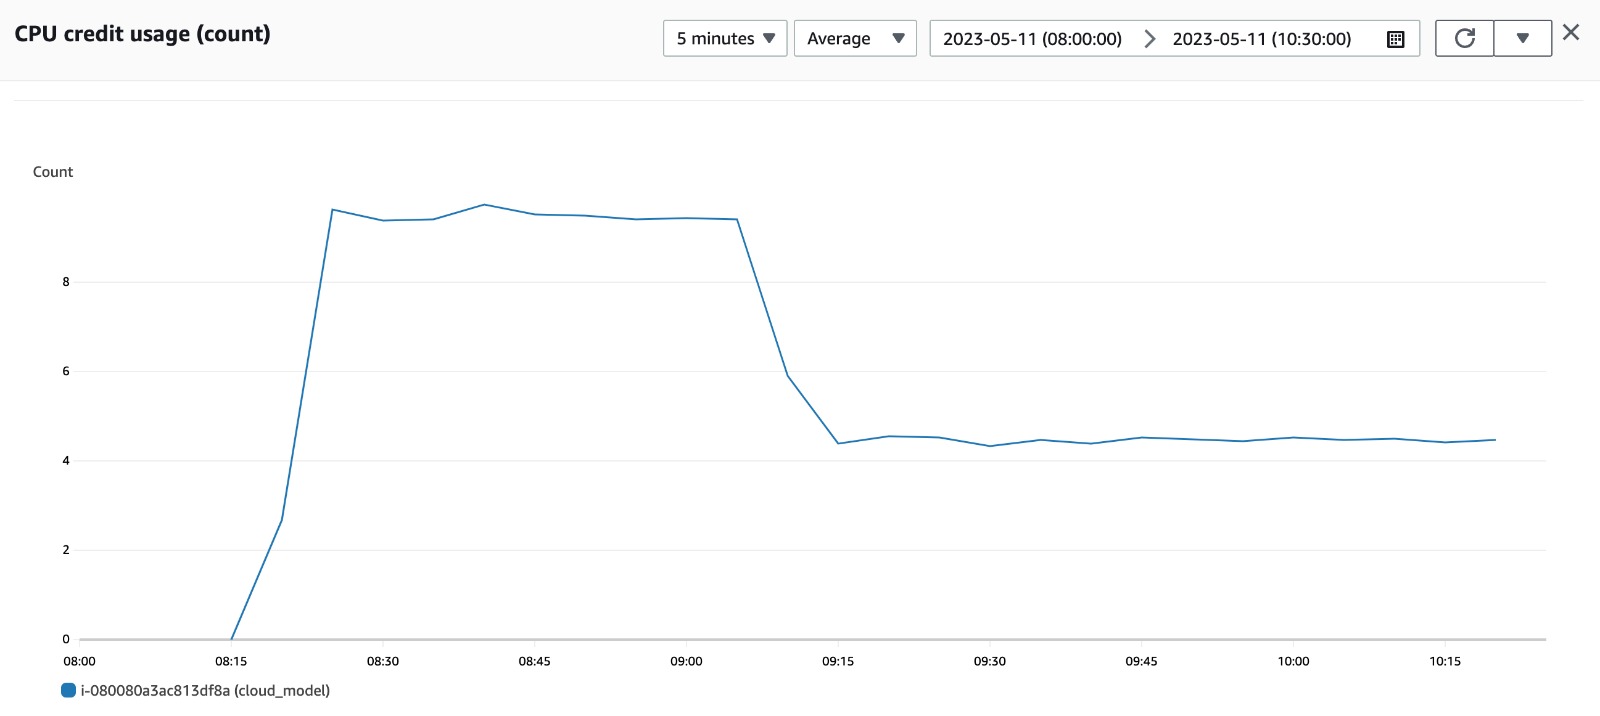 CPU credit usage (count)
5 minutes
Average
2023-05-11 (08:00:00)
2023-05-11 (10:30:00)
Count
8
6
4
2
0
08:00 08:15 08:30 08:45 09:00 09:15 09:30 09:45 10:00 10:15
i-080080a3ac813df8a (cloud_model)